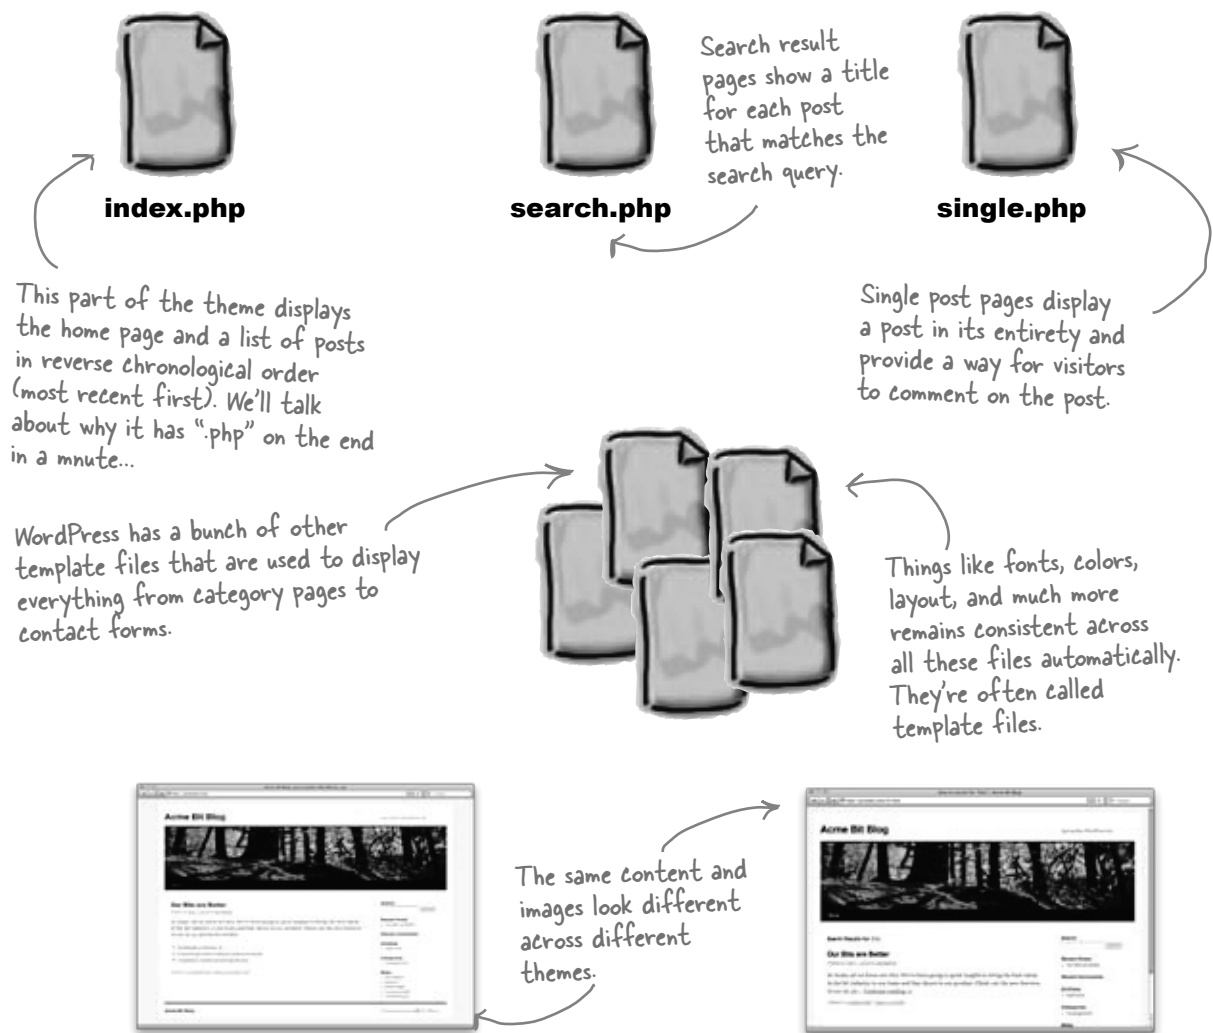 Search result
pages show a title
for each post
that matches the
search query.
index.php
search.php
single.php
This part of the theme displays
the home page and a list of posts
in reverse chronological order
(most recent first). We'll talk
about why it has ".php" on the end
in a mnute...
Single post pages display
a post in its entirety and
provide a way for visitors
to comment on the post.
WordPress has a bunch of other
template files that are used to display
everything from category pages to
contact forms.
Things like fonts, colors,
layout, and much more
remains consistent across
all these files automatically.
They're often called
template files.
The same content and
images look different
across different
themes.
Acme Bit Blog
Our Bits are Better
Acme Bit Blog
Our Bits are Better